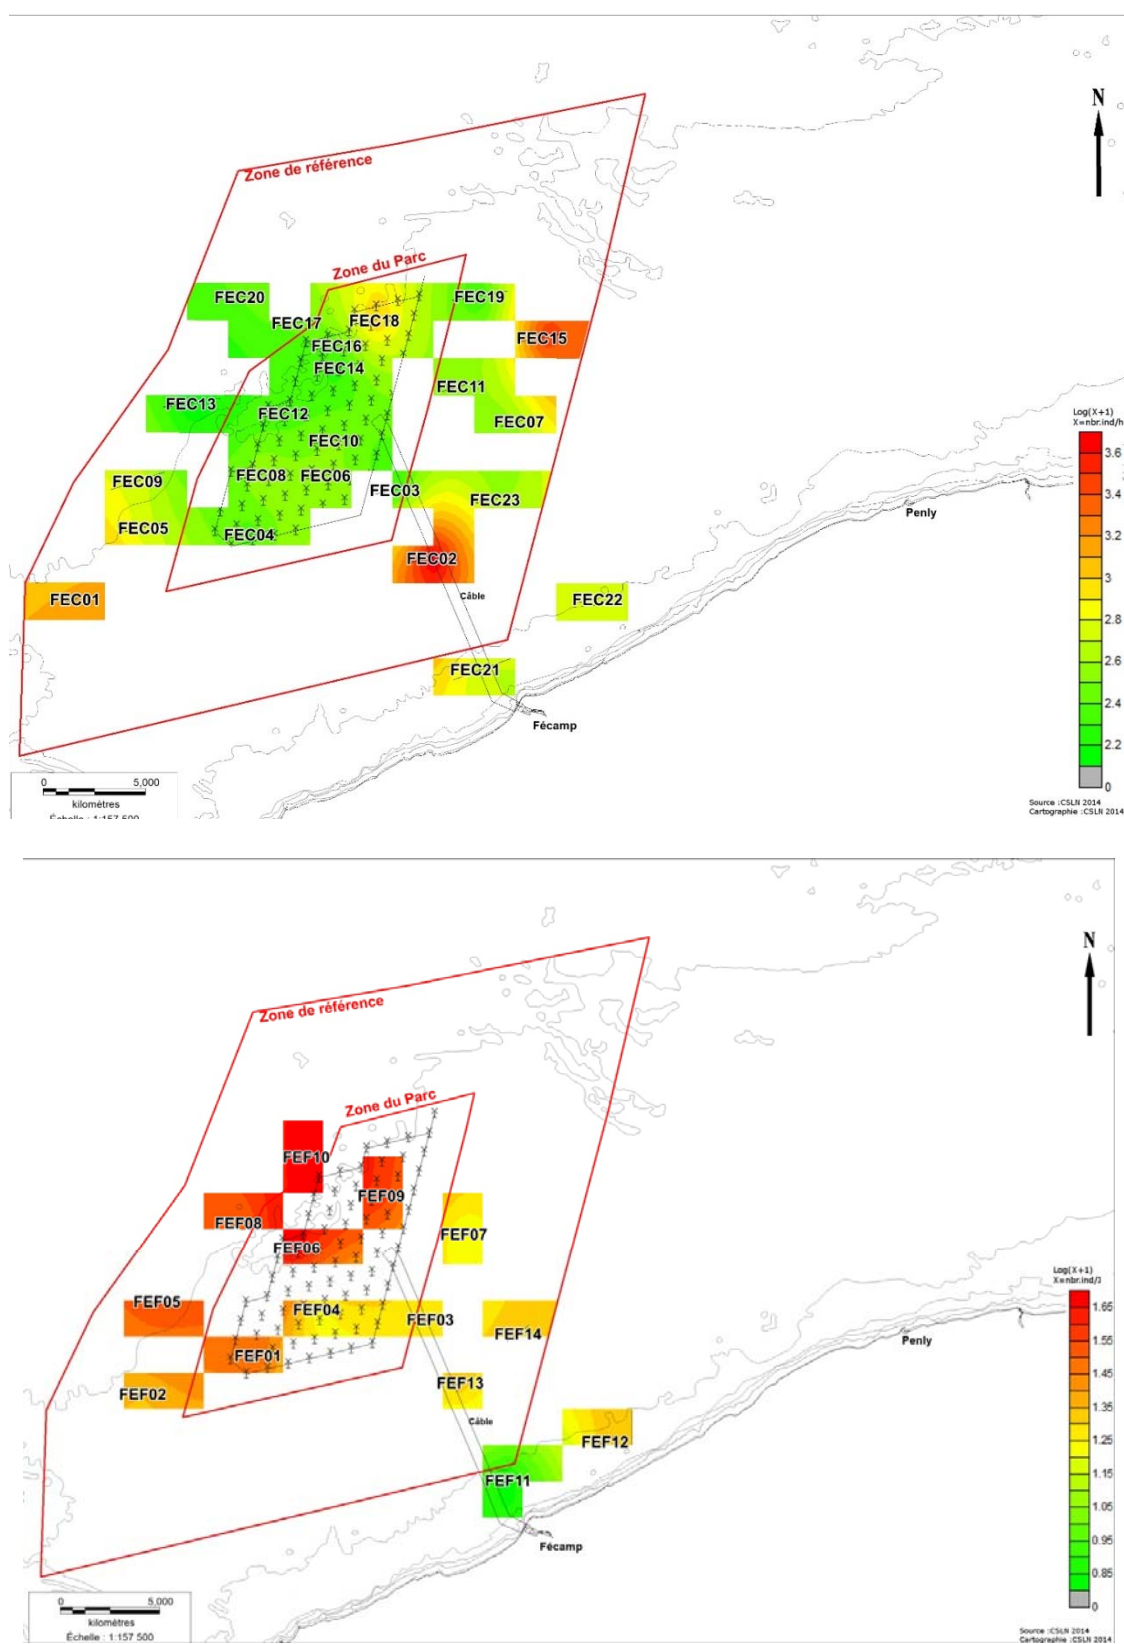 N
Zone de référence
Zone du Parc
FEC20
FEC19
FEC17
FEC18
FEC15
FEC16
FEC14
FEC11
FEC13
FEC12
FEC07
FEC10
FEC09
FEC08
FEC06
FEC03
FEC23
FEC05
FEC04
FEC02
FEC01
Câble
FEC22
FEC21
Fécamp
Penly
Log(X+1)
X=nbr.ind/h
3.6
3.4
3.2
3
2.8
2.6
2.4
2.2
0
0 5,000
kilomètres
Échelle : 1:157 500
Source :CSLN 2014
Cartographie :CSLN 2014
N
Zone de référence
Zone du Parc
FEF10
FEF09
FEF08
FEF07
FEF06
FEF05
FEF04
FEF03
FEF14
FEF01
FEF02
FEF13
Câble
FEF12
FEF11
Fécamp
Penly
Log(X+1)
1.65
1.55
1.45
1.35
1.25
1.15
1.05
0.95
0.85
0
0 5,000
kilomètres
Échelle : 1:157 500
Source :CSLN 2014
Cartographie :CSLN 2014